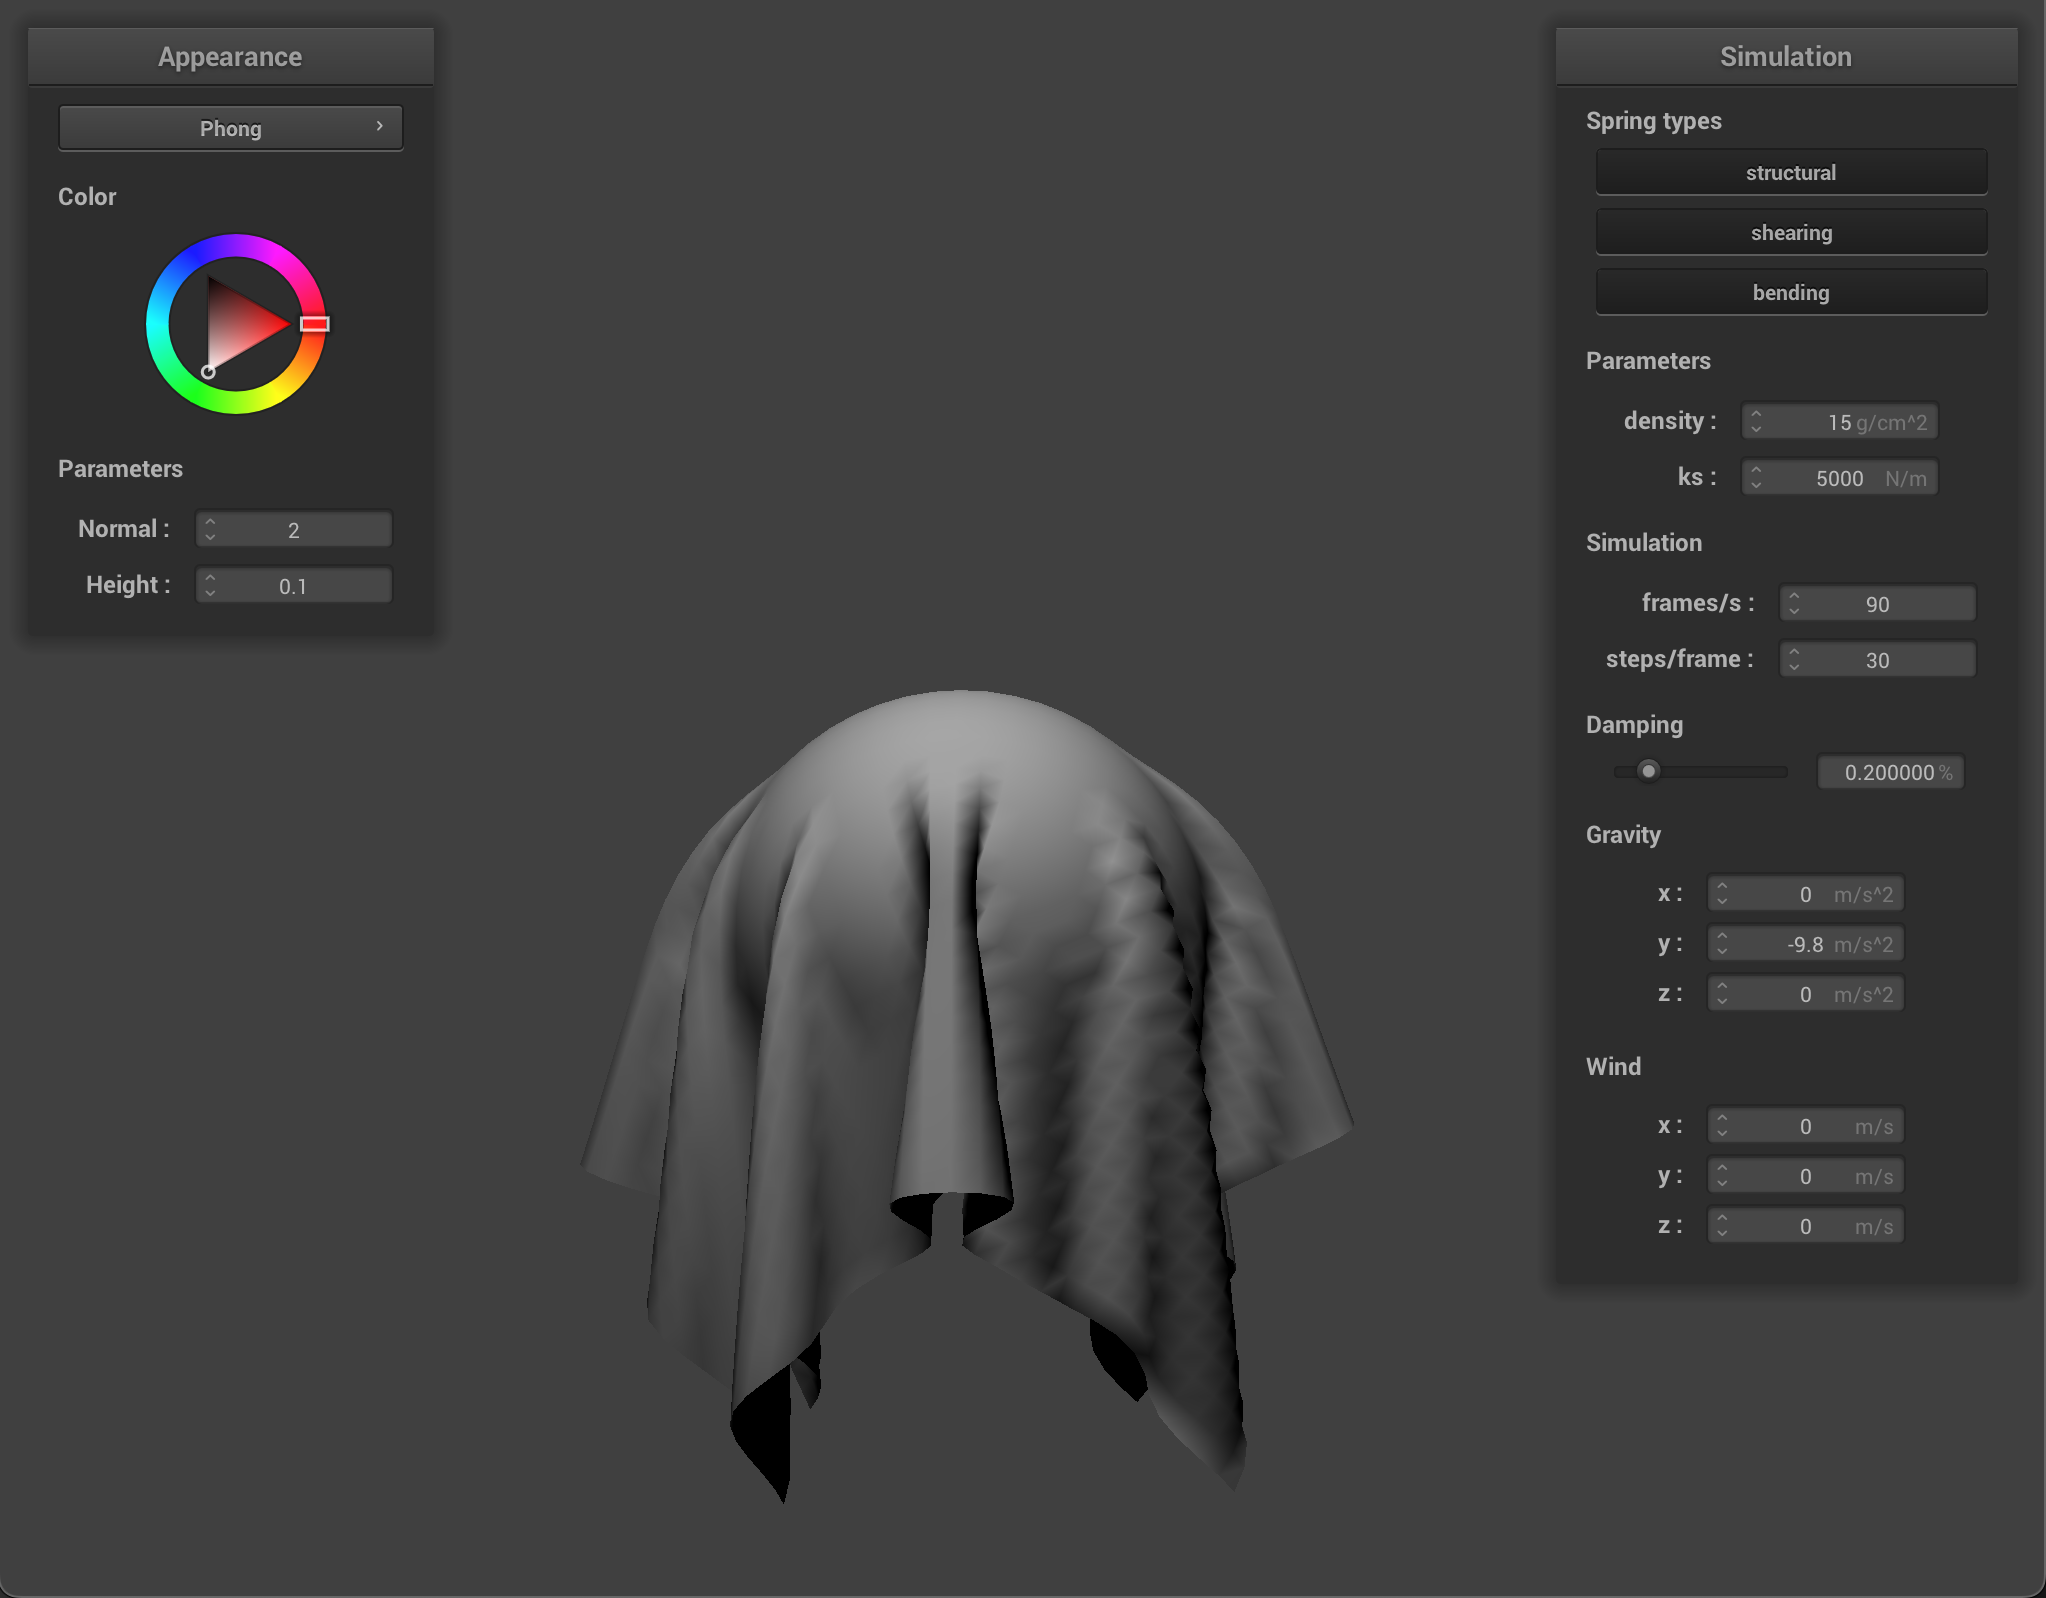 Appearance
Phong
Color
Parameters
Normal : 2
Height : 0.1
Simulation
Spring types
structural
shearing
bending
Parameters
density : 15 g/cm^2
ks : 5000 N/m
Simulation
frames/s : 90
steps/frame : 30
Damping
0.200000 %
Gravity
x : 0 m/s^2
y : -9.8 m/s^2
z : 0 m/s^2
Wind
x : 0 m/s
y : 0 m/s
z : 0 m/s